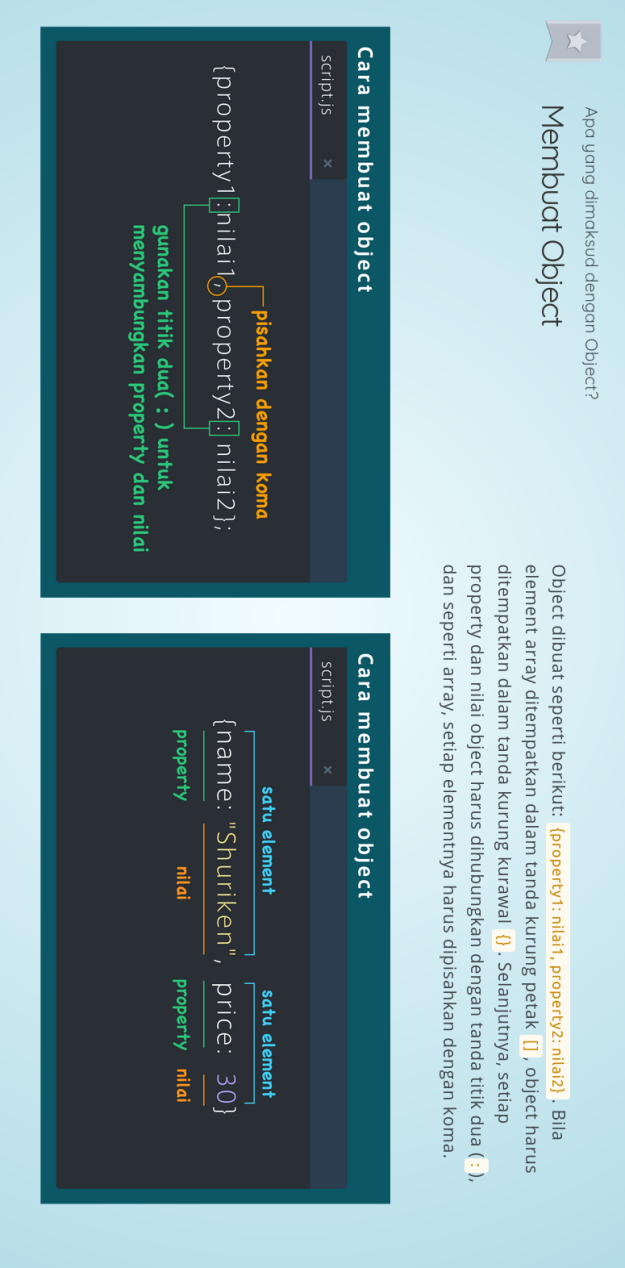 Apa yang dimaksud dengan Object?
Membuat Object
Object dibuat seperti berikut: {property1: nilai1, property2: nilai2} . Bila
element array ditempatkan dalam tanda kurung petak [] , object harus
ditempatkan dalam tanda kurung kurawal {} . Selanjutnya, setiap
property dan nilai object harus dihubungkan dengan tanda titik dua ( : ),
dan seperti array, setiap elementnya harus dipisahkan dengan koma.
Cara membuat object
script.js ×
Pisahkan dengan koma
{property1:nilai1, property2: nilai2};
gunakan titik dua( : ) untuk
menyambungkan property dan nilai
Cara membuat object
script.js ×
satu element satu element
{name: "Shuriken", price: 30}
property nilai property nilai